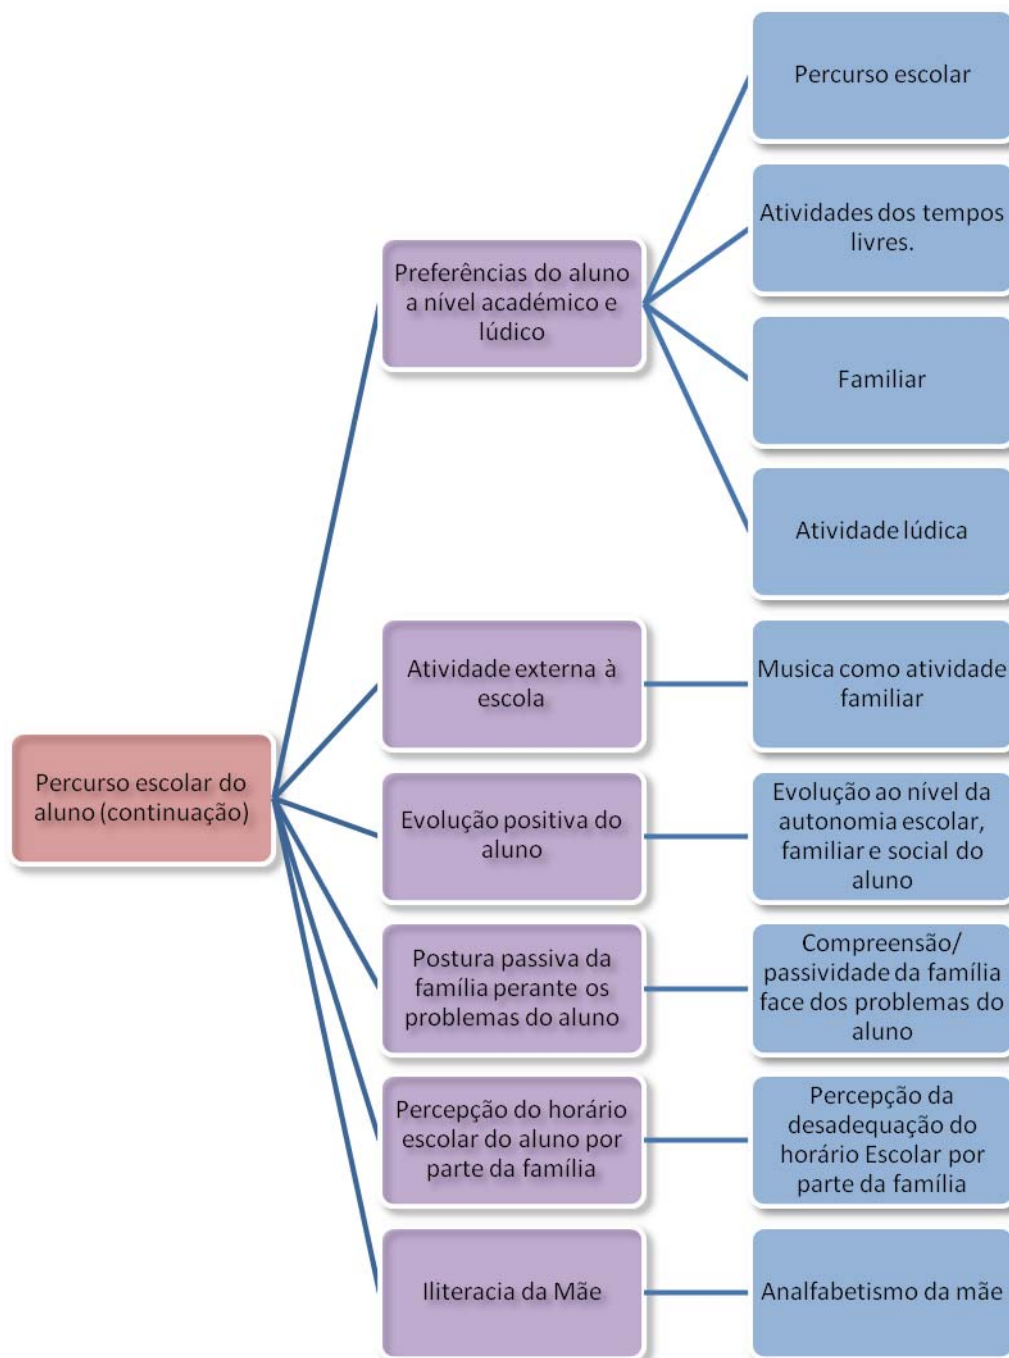 Percurso escolar
Atividades dos tempos
livres.
Preferências do aluno
a nível académico e
lúdico
Familiar
Atividade lúdica
Atividade externa à
escola
Musica como atividade
familiar
Percurso escolar do
aluno (continuação)
Evolução positiva do
aluno
Evolução ao nível da
autonomia escolar,
familiar e social do
aluno
Postura passiva da
família perante os
problemas do aluno
Compreensão/
passividade da família
face dos problemas do
aluno
Percepção do horário
escolar do aluno por
parte da família
Percepção da
desadequação do
horário Escolar por
parte da família
Iliteracia da Mãe
Analfabetismo da mãe